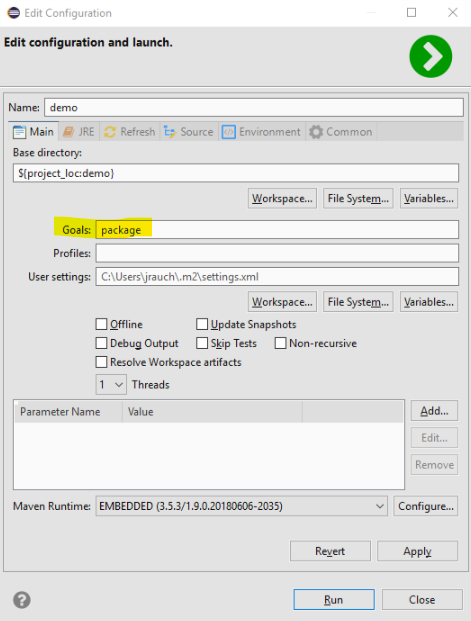 Edit Configuration
Edit configuration and launch.
Name: demo
Main JRE Refresh Source Environment Common
Base directory:
${project_loc:demo}
Workspace... File System... Variables...
Goals: package
Profiles:
User settings: C:\Users\jrauch\.m2\settings.xml
Workspace... File System... Variables...
Offline Update Snapshots
Debug Output Skip Tests Non-recursive
Resolve Workspace artifacts
1 Threads
Parameter Name Value Add...
Edit...
Remove
Maven Runtime: EMBEDDED (3.5.3/1.9.0.20180606-2035) Configure...
Revert Apply
? Run Close